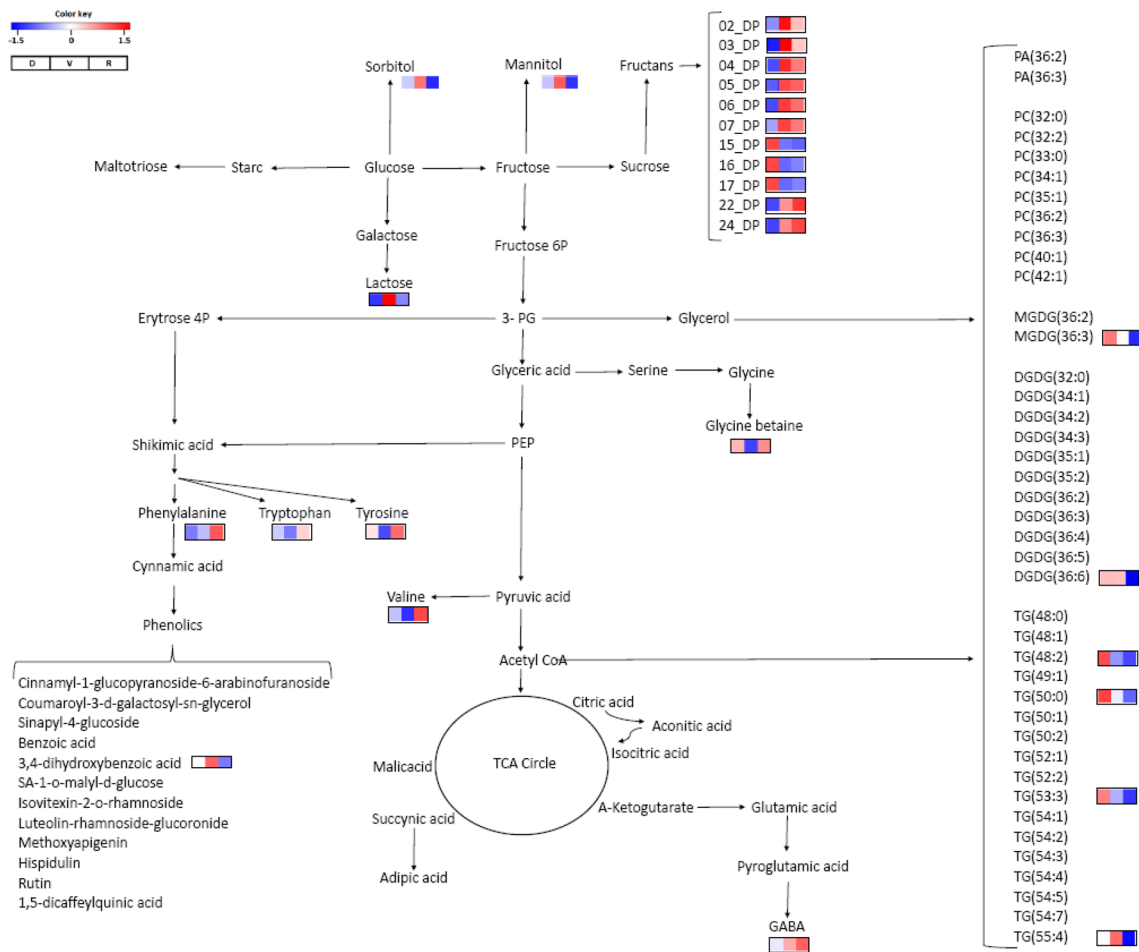 Color key
-1.5 0 1.5
D V R
Sorbitol
Mannitol
Fructans
02_DP
03_DP
04_DP
05_DP
06_DP
07_DP
15_DP
16_DP
17_DP
22_DP
24_DP
Maltotriose
Starc
Glucose
Fructose
Sucrose
Galactose
Fructose 6P
Lactose
Erytrose 4P
3- PG
Glycerol
Glyceric acid
Serine
Glycine
Glycine betaine
Shikimic acid
PEP
Phenylalanine
Tryptophan
Tyrosine
Cynnamic acid
Valine
Pyruvic acid
Phenolics
Acetyl CoA
Cinnamyl-1-glucopyranoside-6-arabinofuranoside
Coumaroyl-3-d-galactosyl-sn-glycerol
Sinapyl-4-glucoside
Benzoic acid
3,4-dihydroxybenzoic acid
SA-1-o-malyl-d-glucose
Isovitexin-2-o-rhamnoside
Luteolin-rhamnoside-glucoronide
Methoxyapigenin
Hispidulin
Rutin
1,5-dicaffeylquinic acid
Citric acid
Aconitic acid
Isocitric acid
TCA Circle
Malicacid
A-Ketogutarate
Glutamic acid
Succynic acid
Pyroglutamic acid
Adipic acid
GABA
PA(36:2)
PA(36:3)
PC(32:0)
PC(32:2)
PC(33:0)
PC(34:1)
PC(35:1)
PC(36:2)
PC(36:3)
PC(40:1)
PC(42:1)
MGDG(36:2)
MGDG(36:3)
DGDG(32:0)
DGDG(34:1)
DGDG(34:2)
DGDG(34:3)
DGDG(35:1)
DGDG(35:2)
DGDG(36:2)
DGDG(36:3)
DGDG(36:4)
DGDG(36:5)
DGDG(36:6)
TG(48:0)
TG(48:1)
TG(48:2)
TG(49:1)
TG(50:0)
TG(50:1)
TG(50:2)
TG(52:1)
TG(52:2)
TG(53:3)
TG(54:1)
TG(54:2)
TG(54:3)
TG(54:4)
TG(54:5)
TG(54:7)
TG(55:4)